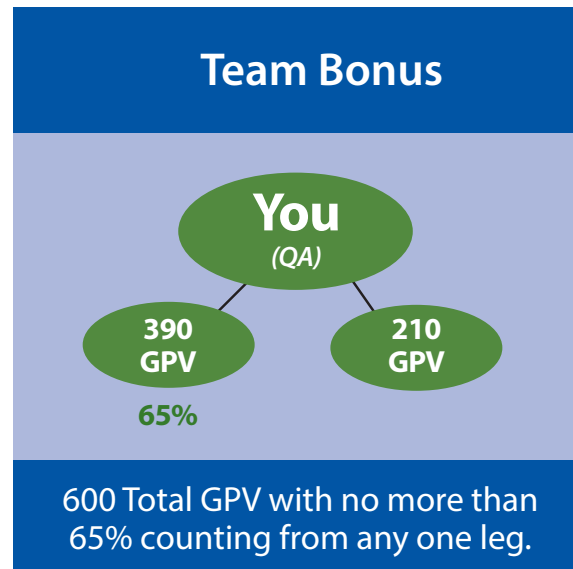 Team Bonus
You
(QA)
390
GPV
210
GPV
65%
600 Total GPV with no more than
65% counting from any one leg.